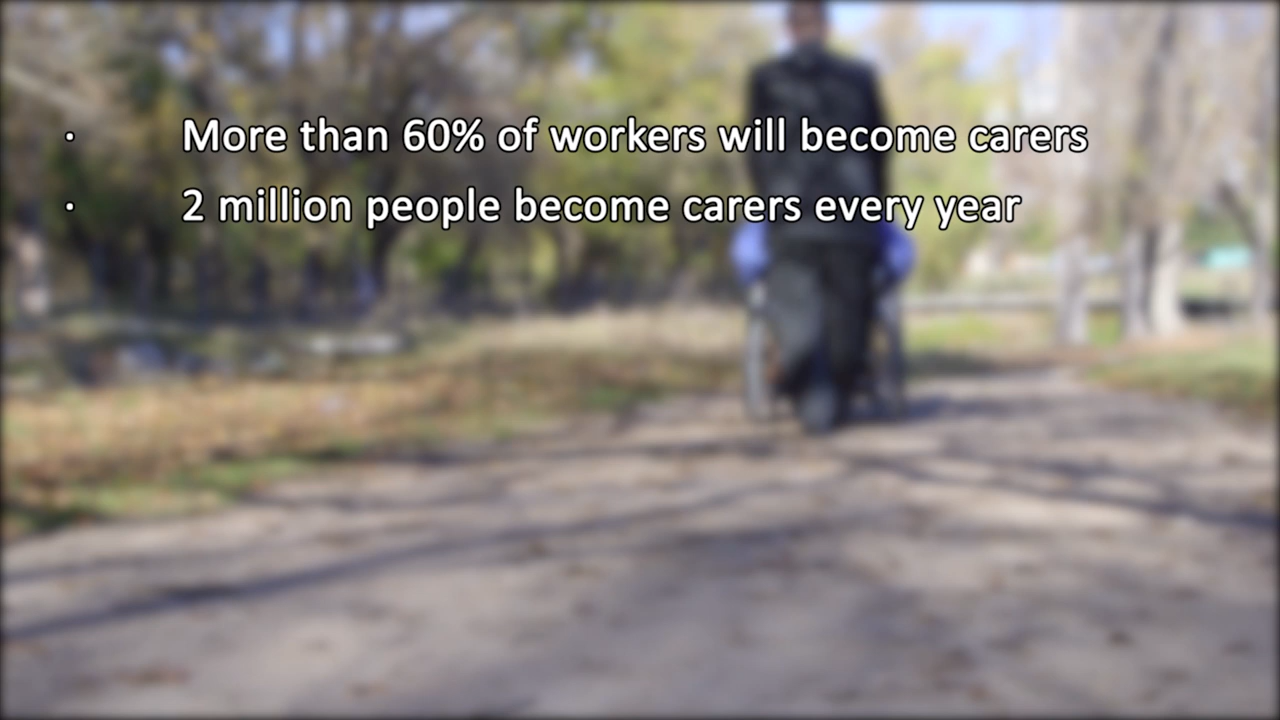 · More than 60% of workers will become carers
· 2 million people become carers every year